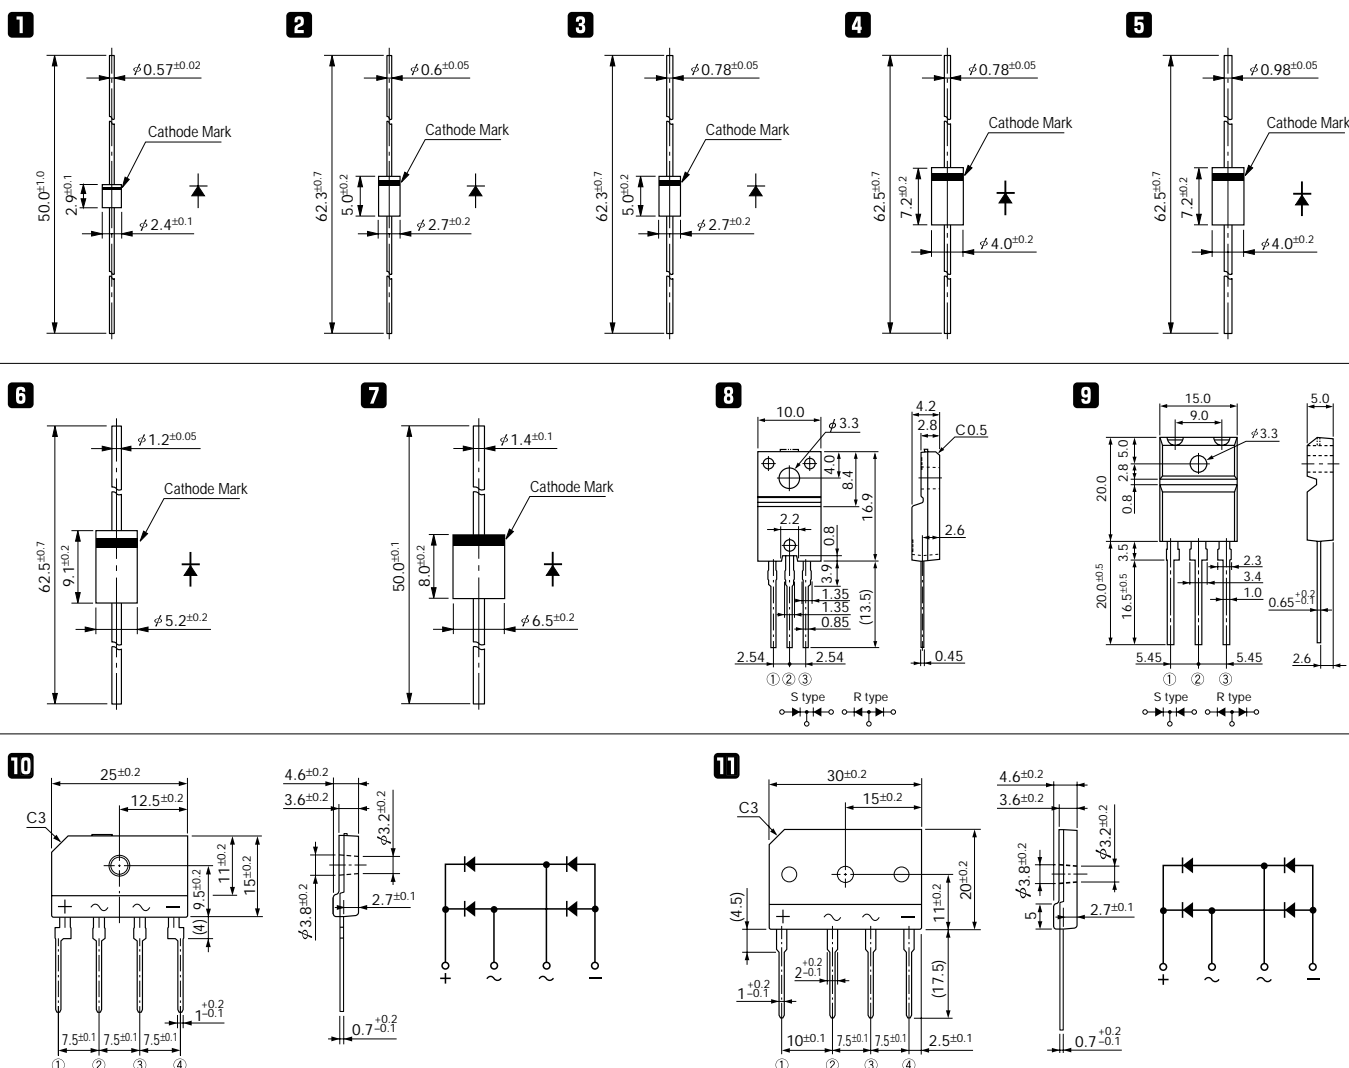 1
φ0.57±0.02
Cathode Mark
50.0±1.0
2.9±0.1
φ2.4±0.1
2
φ0.6±0.05
Cathode Mark
62.3±0.7
5.0±0.2
φ2.7±0.2
3
φ0.78±0.05
Cathode Mark
62.3±0.7
5.0±0.2
φ2.7±0.2
4
φ0.78±0.05
Cathode Mark
62.5±0.7
7.2±0.2
φ4.0±0.2
5
φ0.98±0.05
Cathode Mark
62.5±0.7
7.2±0.2
φ4.0±0.2
6
φ1.2±0.05
Cathode Mark
62.5±0.7
9.1±0.2
φ5.2±0.2
7
φ1.4±0.1
Cathode Mark
50.0±0.1
8.0±0.2
φ6.5±0.2
8
10.0
φ3.3
4.0
8.4
16.9
2.2
0.8
3.9
1.35
1.35
0.85
(13.5)
2.54
2.54
① ② ③
4.2
2.8
C0.5
2.6
0.45
S type
R type
9
15.0
9.0
φ3.3
5.0
2.8
0.8
20.0
3.5
20.0±0.5
16.5±0.5
2.3
3.4
1.0
5.45
5.45
① ② ③
5.0
0.65+0.2−0.1
2.6
S type
R type
10
25±0.2
12.5±0.2
C3
11±0.2
15±0.2
9.5±0.2
(4)
+ ~ ~ −
1+0.2−0.1
7.5±0.1
7.5±0.1
7.5±0.1
① ② ③ ④
4.6±0.2
3.6±0.2
φ3.2±0.2
φ3.8±0.2
2.7±0.1
0.7+0.2−0.1
+ ~ ~ −
11
30±0.2
15±0.2
C3
20±0.2
11±0.2
(4.5)
+ ~ ~ −
2+0.2−0.1
1+0.2−0.1
(17.5)
10±0.1
7.5±0.1
7.5±0.1
2.5±0.1
① ② ③ ④
4.6±0.2
3.6±0.2
φ3.2±0.2
φ3.8±0.2
5
2.7±0.1
0.7+0.2−0.1
+ ~ ~ −